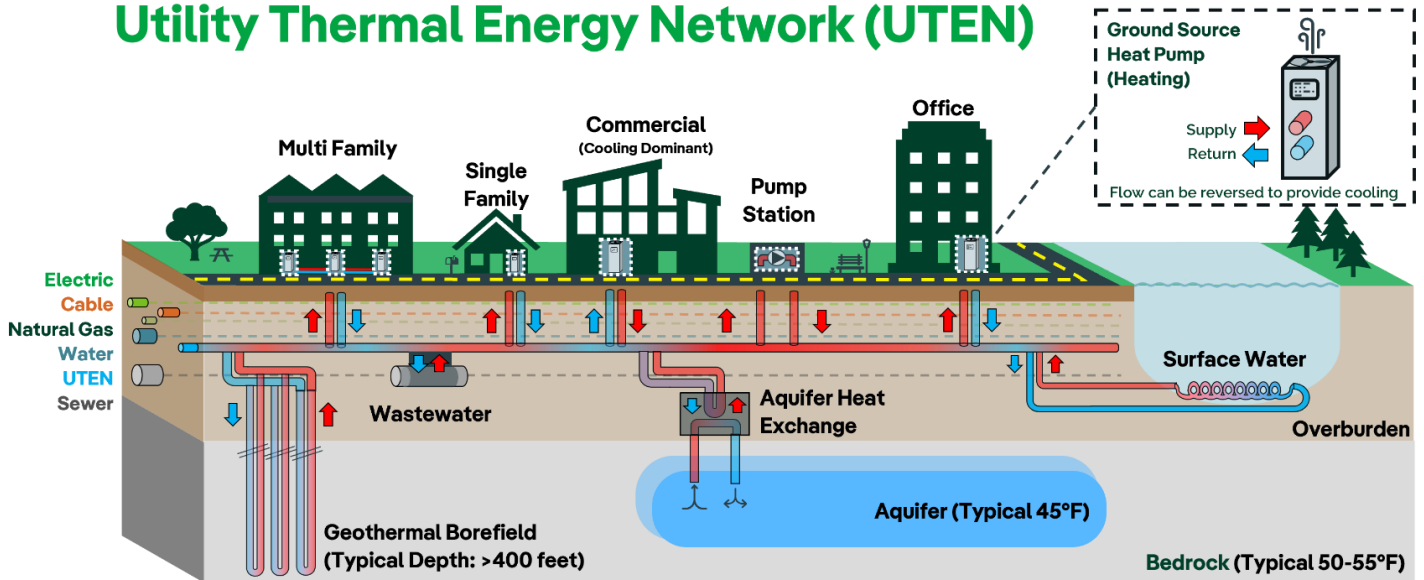 Utility Thermal Energy Network (UTEN)
Ground Source
Heat Pump
(Heating)
Supply
Return
Flow can be reversed to provide cooling
Multi Family
Single
Family
Commercial
(Cooling Dominant)
Pump
Station
Office
Electric
Cable
Natural Gas
Water
UTEN
Sewer
Wastewater
Aquifer Heat
Exchange
Surface Water
Overburden
Geothermal Borefield
(Typical Depth: >400 feet)
Aquifer (Typical 45°F)
Bedrock (Typical 50-55°F)